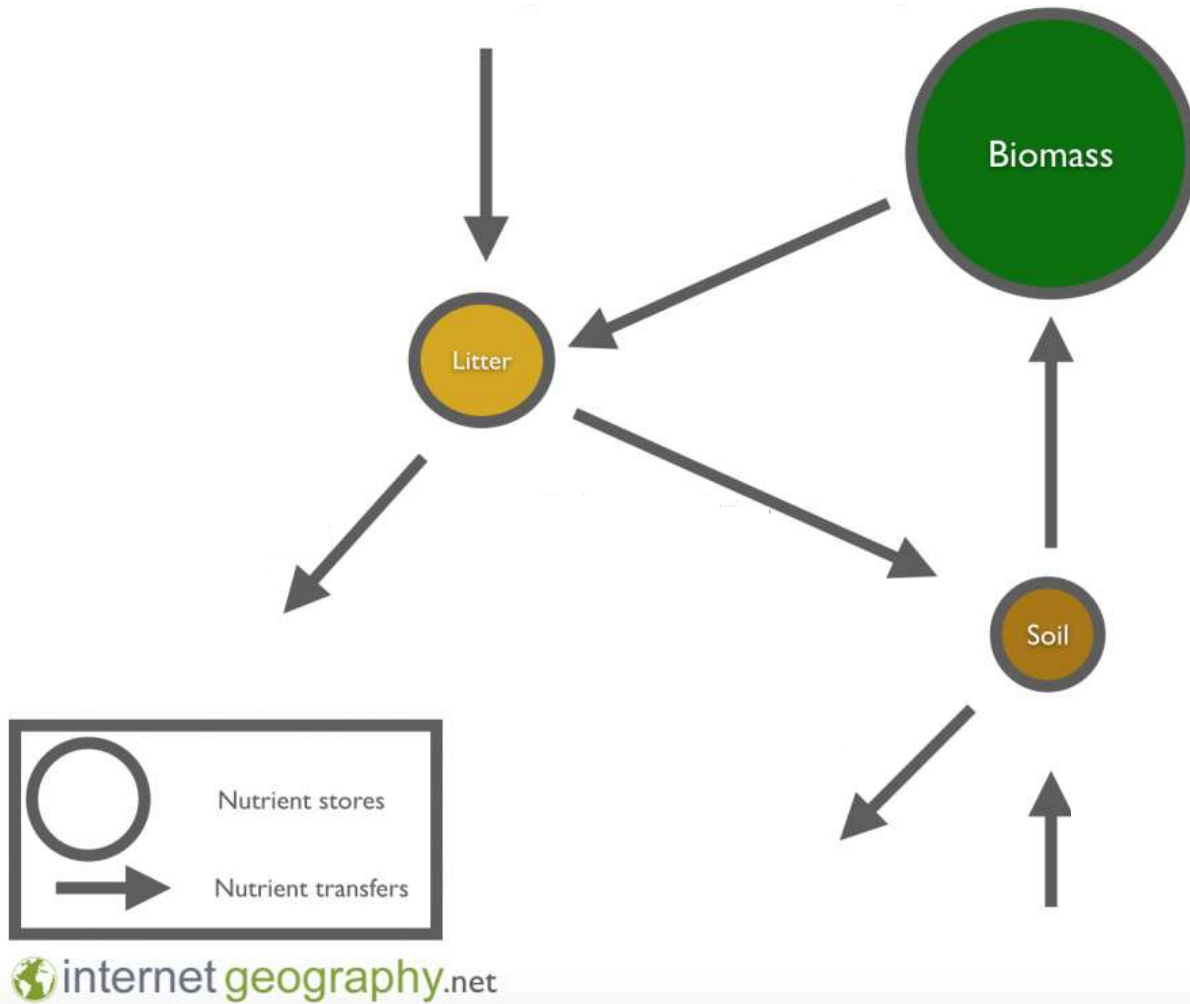 Biomass
Litter
Soil
Nutrient stores
Nutrient transfers
internet geography.net